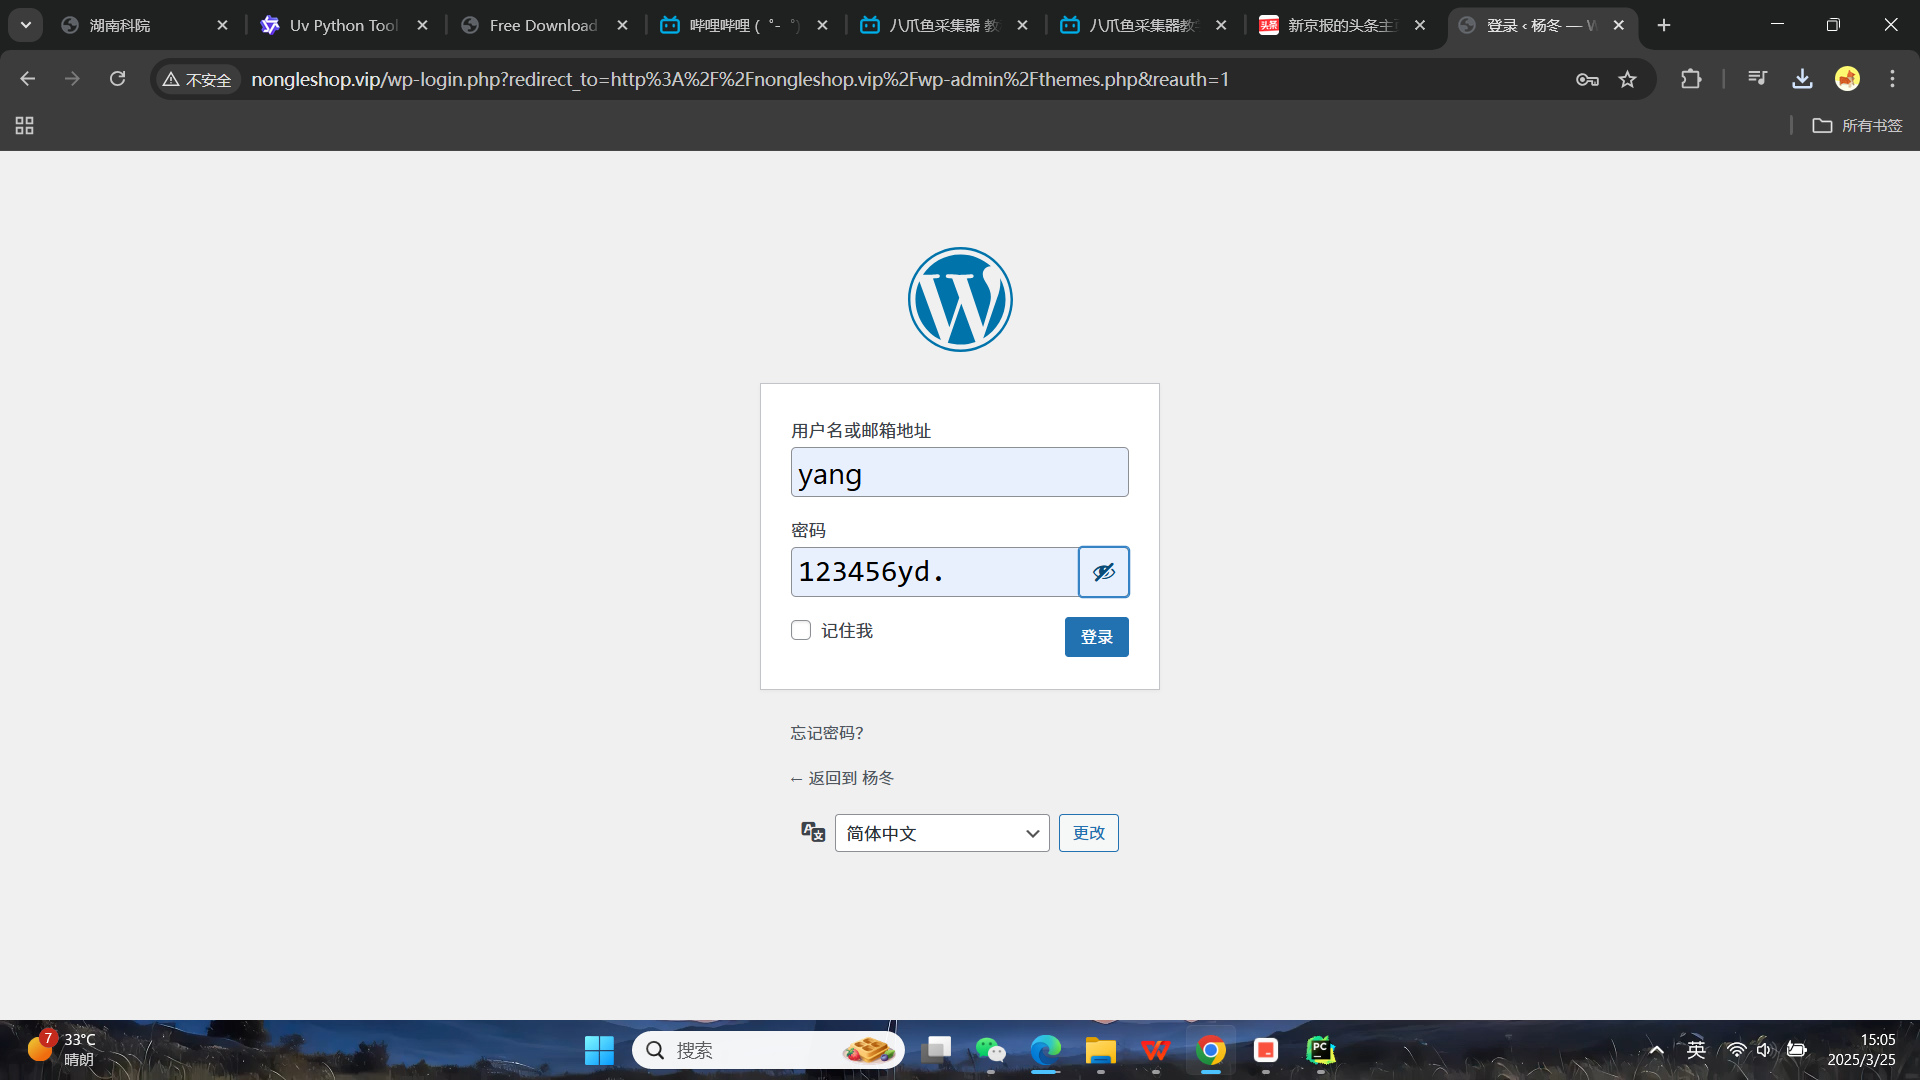 湖南科院
Uv Python Tool
Free Download
哔哩哔哩 (゜-゜)
八爪鱼采集器 教
八爪鱼采集器教
新京报的头条主
登录 ‹ 杨冬 — W
不安全
nongleshop.vip/wp-login.php?redirect_to=http%3A%2F%2Fnongleshop.vip%2Fwp-admin%2Fthemes.php&reauth=1
所有书签
用户名或邮箱地址
yang
密码
123456yd.
记住我
登录
忘记密码？
← 返回到 杨冬
简体中文
更改
7
33°C
晴朗
搜索
英
15:05
2025/3/25